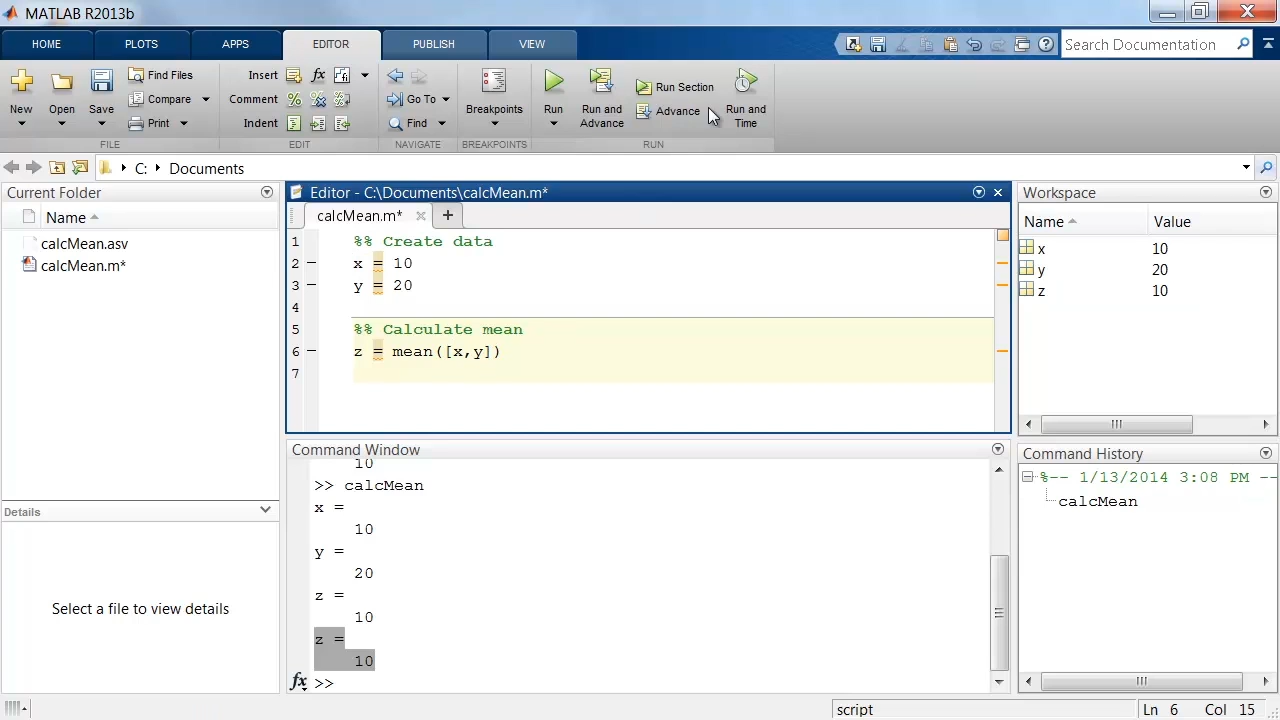 MATLAB R2013b
HOME
PLOTS
APPS
EDITOR
PUBLISH
VIEW
Search Documentation
New
Open
Save
Find Files
Compare
Print
FILE
Insert
fx
Comment
Indent
EDIT
Go To
Find
NAVIGATE
Breakpoints
BREAKPOINTS
Run
Run and Advance
Run Section
Advance
Run and Time
RUN
C:
Documents
Current Folder
Name
calcMean.asv
calcMean.m*
Details
Select a file to view details
Editor - C:\Documents\calcMean.m*
calcMean.m*
1 %% Create data
2 — x = 10
3 — y = 20
4
5 %% Calculate mean
6 — z = mean([x,y])
7
Command Window
10
>> calcMean
x =
10
y =
20
z =
10
z =
10
fx >>
Workspace
Name Value
x 10
y 20
z 10
Command History
%-- 1/13/2014 3:08 PM --
calcMean
script
Ln 6 Col 15